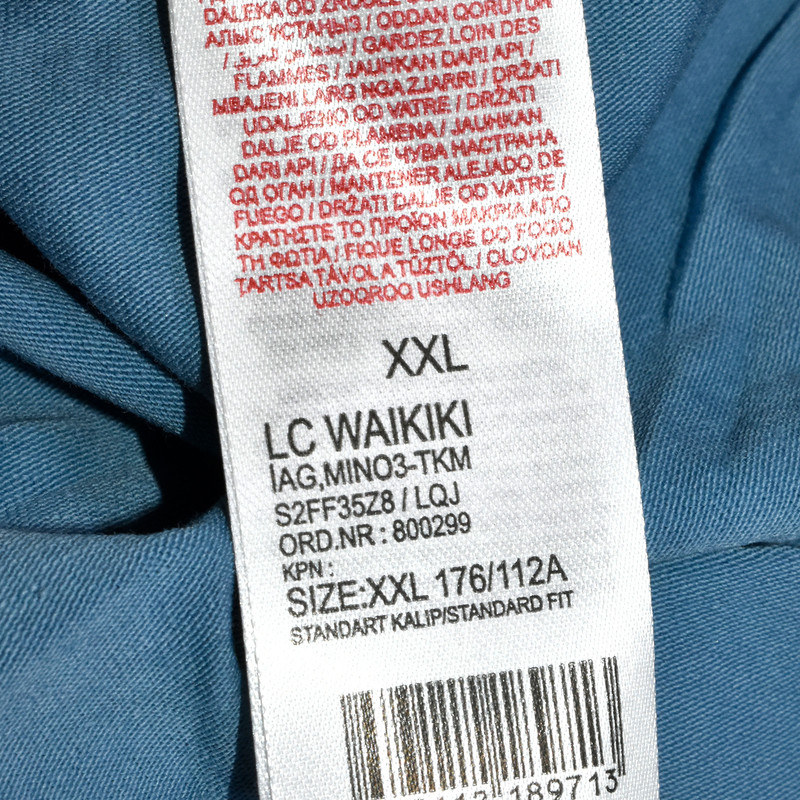 DALEKA OD
ODDAN QORUYUN
АЛЫС ҰСТАҢЫЗ / ODDAN QORUYUN
/ GARDEZ LOIN DES
FLAMMES / JAUHKAN DARI API /
MBAJENI LARG NGA ZJARRI / DRŽATI
UDALJENO OD VATRE / DRŽATI
DALJE OD PLAMENA / JAUHKAN
DARI API / ДА СЕ ЧУВА НАСТРАНА
ОД ОГАН / MANTENER ALEJADO DE
FUEGO / DRŽATI DALJE OD VATRE /
ΚΡΑΤΗΣΤΕ ΤΟ ΠΡΟΪΟΝ ΜΑΚΡΙΑ ΑΠΟ
ΤΗ ΦΩΤΙΑ / FIQUE LONGE DO FOGO
TARTSA TÁVOL A TŰZTŐL / OLOVDAN
UZOQROQ USHLANG
XXL
LC WAIKIKI
İAG,MINO3-TKM
S2FF35Z8 / LQJ
ORD.NR : 800299
KPN :
SIZE:XXL 176/112A
STANDART KALIP/STANDARD FIT
189713